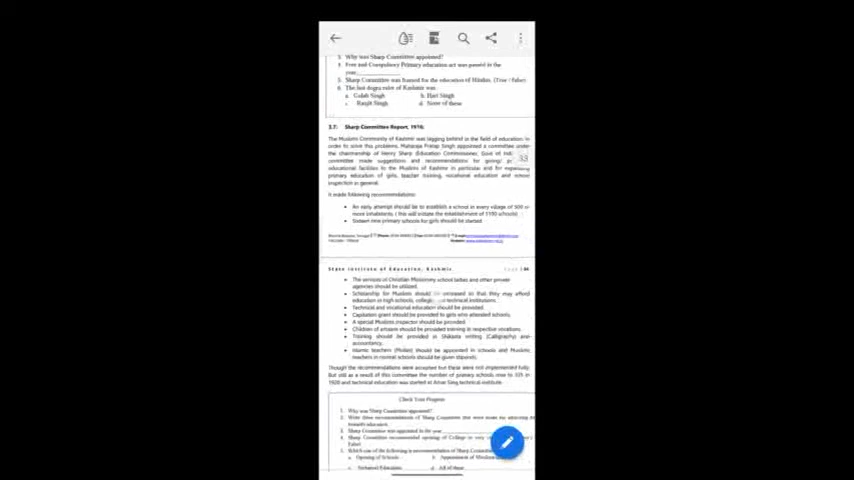 3. Why was Sharp Committee appointed?
4. Free and Compulsory Primary education act was passed in the
year____________
5. Sharp Committee was framed for the education of Hindus. (True / False)
6. The last dogra ruler of Kashmir was
a. Gulab Singh b. Hari Singh
c. Ranjit Singh d. None of these
3.7: Sharp Committee Report, 1916:
The Muslims Community of Kashmir was lagging behind in the field of education. In
order to solve this problems, Maharaja Pratap Singh appointed a committee under
the chairmanship of Henry Sharp (Education Commissioner, Govt of
committee made suggestions and recommendations for giving
educational facilities to the Muslims of Kashmir in particular and for expanding
primary education of girls, teacher training, vocational education and school
inspection in general.
33
It made following recommendations:
• An early attempt should be to establish a school in every village of 500 or
more inhabitants. ( this will initiate the establishment of 1100 schools)
• Sixteen new primary schools for girls should be started.
State Institute of Education, Kashmir
• The services of Christian Missionary school ladies and other private
agencies should be utilized.
• Scholarship for Muslims should be increased so that they may afford
education in high schools, colleges technical institutions.
• Technical and vocational education should be provided.
• Capitation grant should be provided to girls who attended schools.
• A special Muslims inspector should be provided.
• Children of artisans should be provided training in respective vocations.
• Training should be provided in Shikasta writing (Calligraphy) and
accountancy.
• Islamic teachers should be appointed in schools and Muslims
teachers in normal schools should be given stipends.
Though the recommendations were accepted but these were not implemented fully.
But still as a result of this committee the number of primary schools rose to
1920 and technical education was started at Amar Sing technical institute.
Check Your Progress
1. Why was Sharp Committee appointed?
2. Write three recommendations of Sharp Committee that were made for
towards education.
3. Sharp Committee was appointed in the year
4. Sharp Committee recommended opening of College in
False)
5. Which one of the following is recommendation of Sharp
a. Opening of Schools b. Appointment of Muslim
c. Technical Education d. All of these